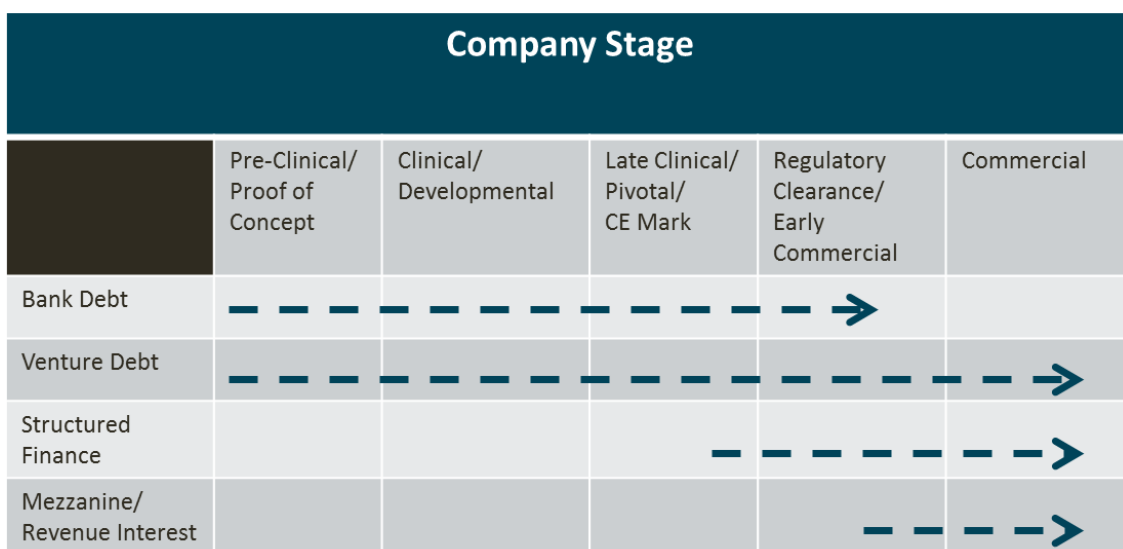 Company Stage
Pre-Clinical/
Proof of
Concept
Clinical/
Developmental
Late Clinical/
Pivotal/
CE Mark
Regulatory
Clearance/
Early
Commercial
Commercial
Bank Debt
Venture Debt
Structured
Finance
Mezzanine/
Revenue Interest